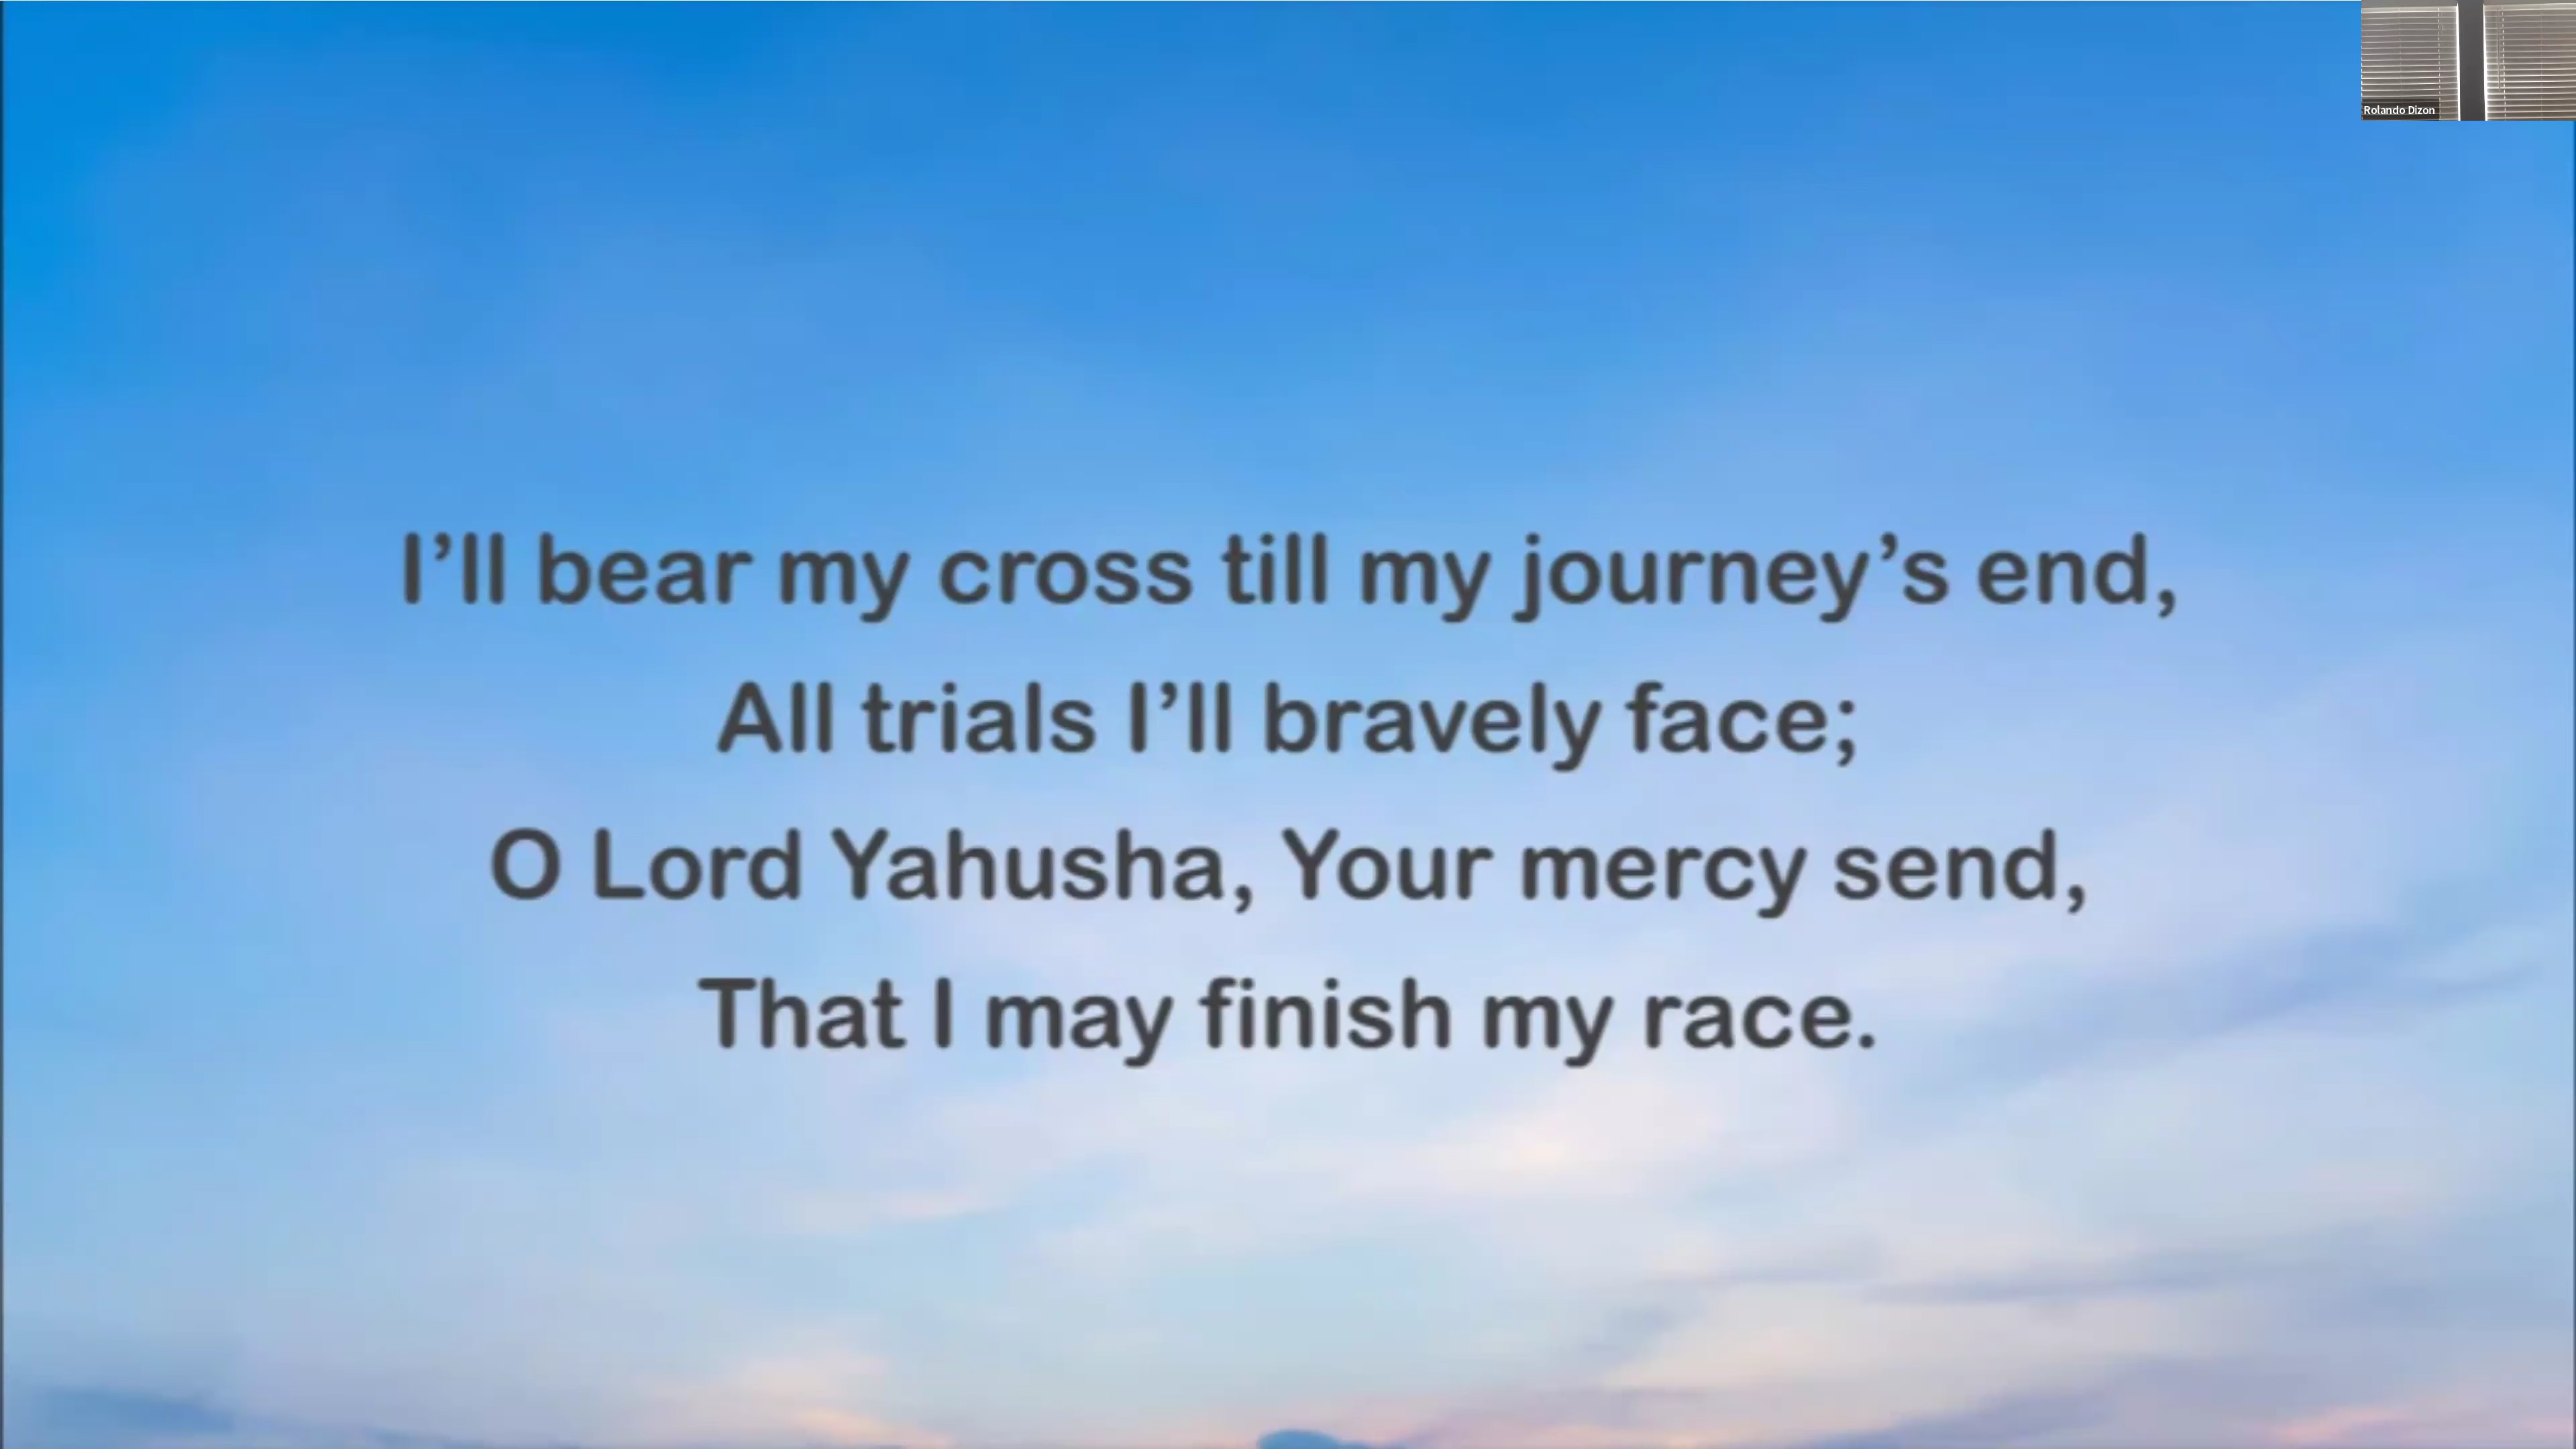 Rolando Dizon
I’ll bear my cross till my journey’s end,
All trials I’ll bravely face;
O Lord Yahusha, Your mercy send,
That I may finish my race.